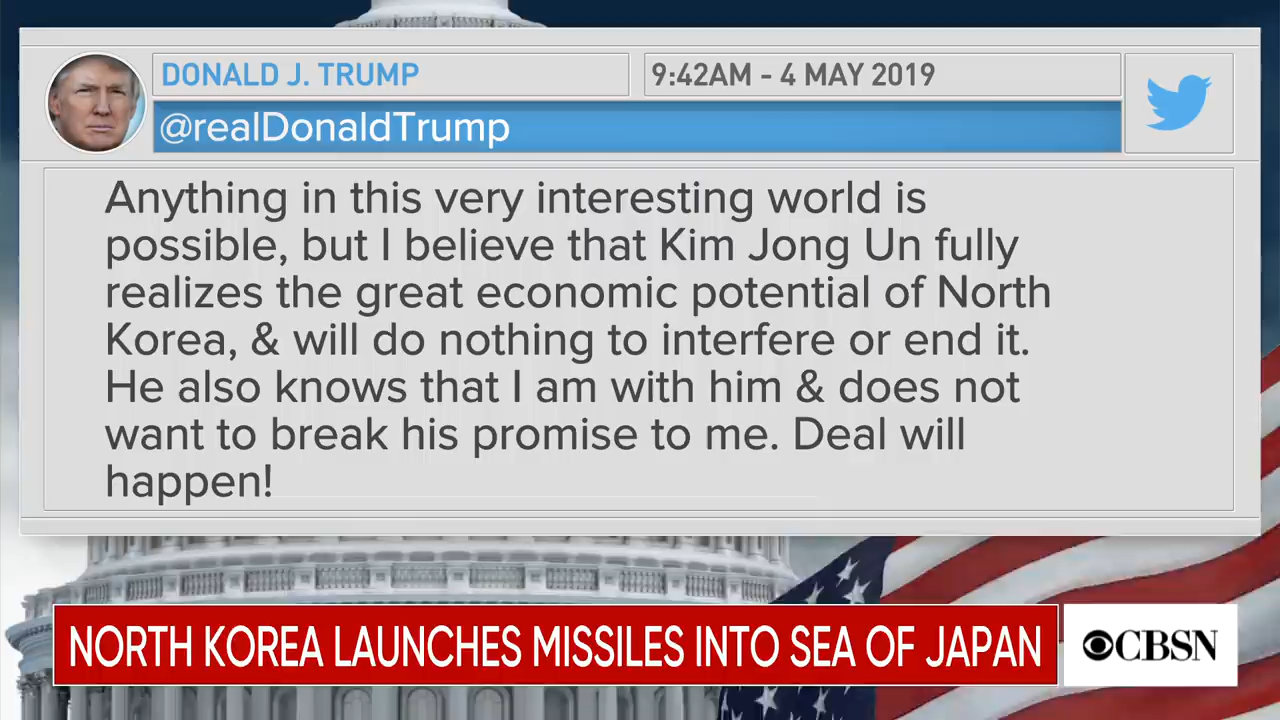 DONALD J. TRUMP
9:42AM - 4 MAY 2019
@realDonaldTrump
Anything in this very interesting world is
possible, but I believe that Kim Jong Un fully
realizes the great economic potential of North
Korea, & will do nothing to interfere or end it.
He also knows that I am with him & does not
want to break his promise to me. Deal will
happen!
NORTH KOREA LAUNCHES MISSILES INTO SEA OF JAPAN
CBSN